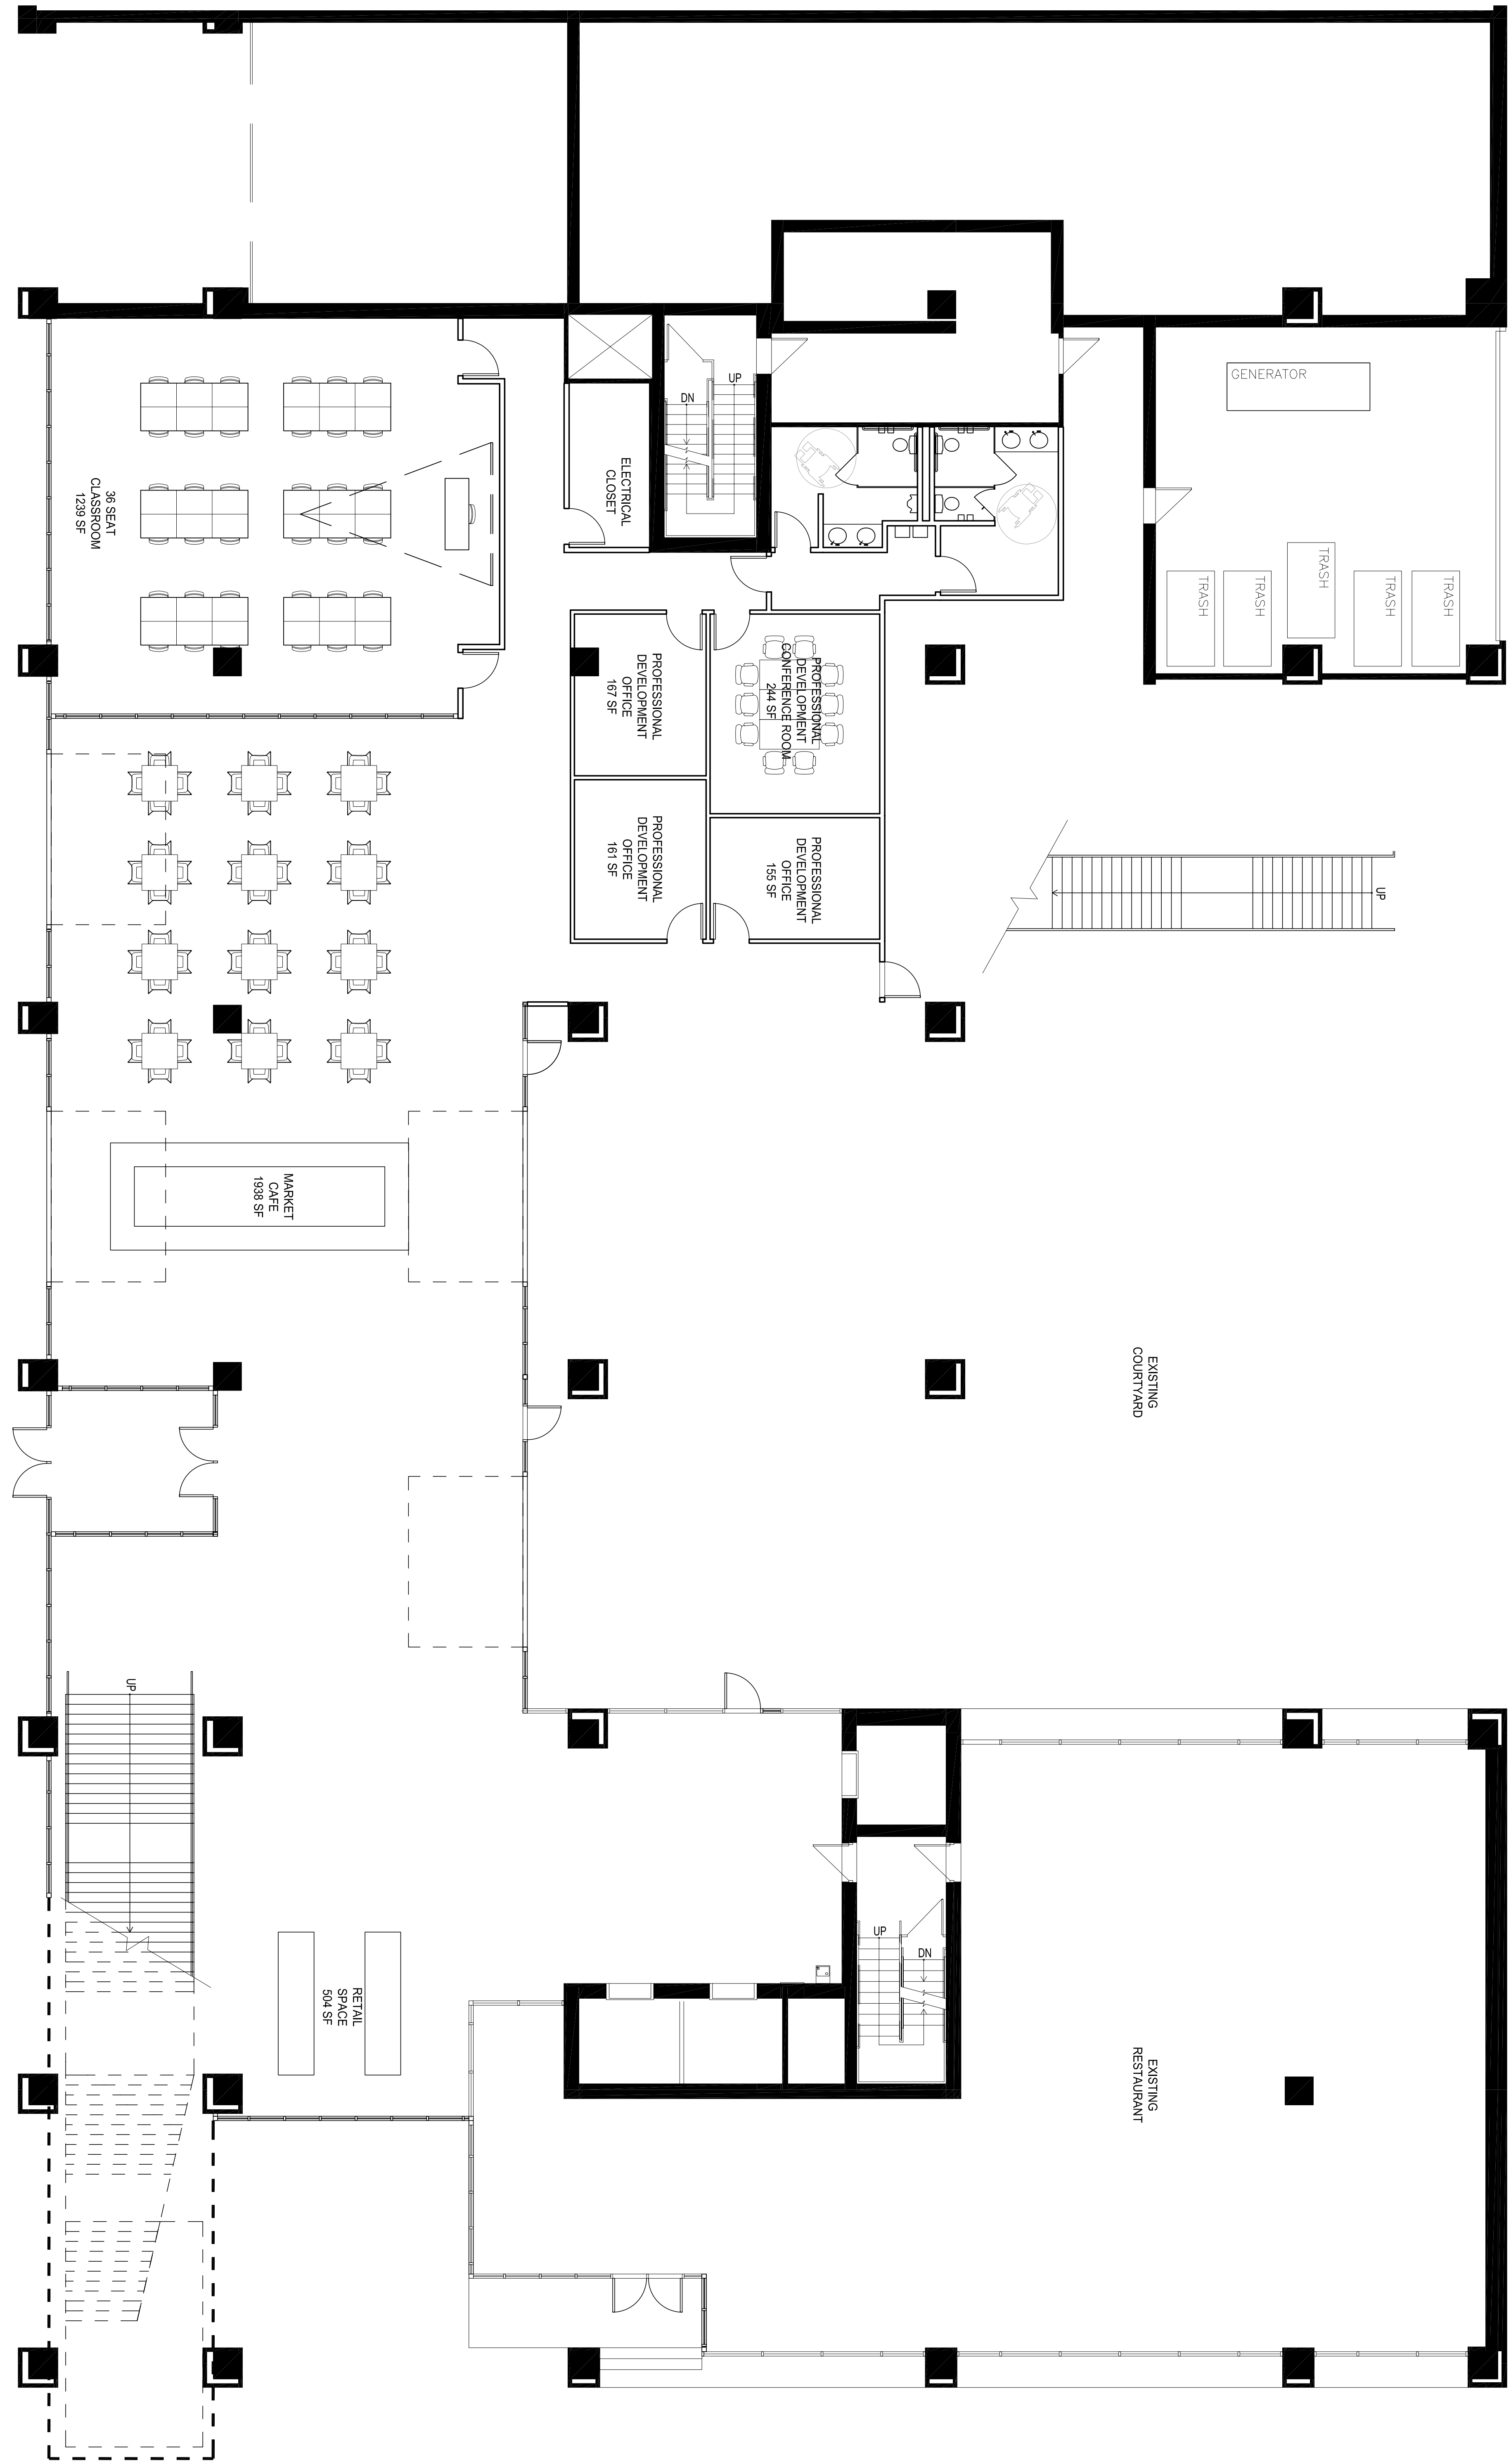 GENERATOR
TRASH
TRASH
TRASH
TRASH
TRASH
UP
DN
ELECTRICAL
CLOSET
36 SEAT
CLASSROOM
1239 SF
PROFESSIONAL
DEVELOPMENT
OFFICE
167 SF
PROFESSIONAL
DEVELOPMENT
CONFERENCE ROOM
244 SF
PROFESSIONAL
DEVELOPMENT
OFFICE
161 SF
PROFESSIONAL
DEVELOPMENT
OFFICE
155 SF
UP
MARKET
CAFE
1938 SF
EXISTING
COURTYARD
UP
UP
DN
RETAIL
SPACE
504 SF
EXISTING
RESTAURANT